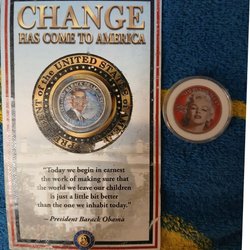 CHANGE
HAS COME TO AMERICA
PRESIDENT of the UNITED STATES
"Today we begin in earnest
the work of making sure that
the world we leave our children
is just a little bit better
than the one we inhabit today."
– President Barack Obama